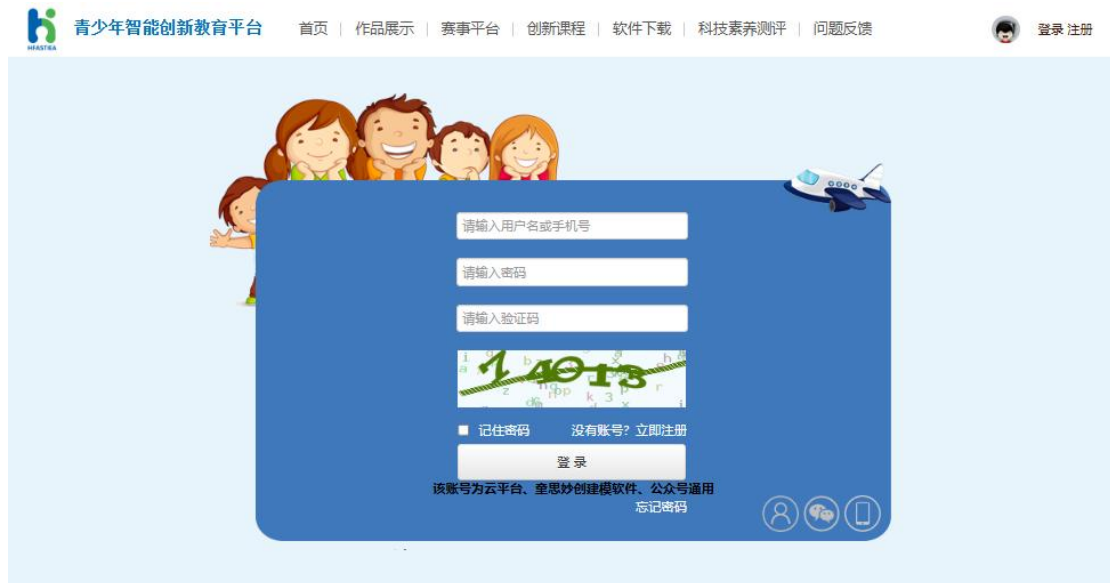 HFASTIEA
青少年智能创新教育平台
首页 | 作品展示 | 赛事平台 | 创新课程 | 软件下载 | 科技素养测评 | 问题反馈
登录 注册
请输入用户名或手机号
请输入密码
请输入验证码
14013
记住密码 没有账号？立即注册
登 录
该账号为云平台、童思妙创建模软件、公众号通用
忘记密码